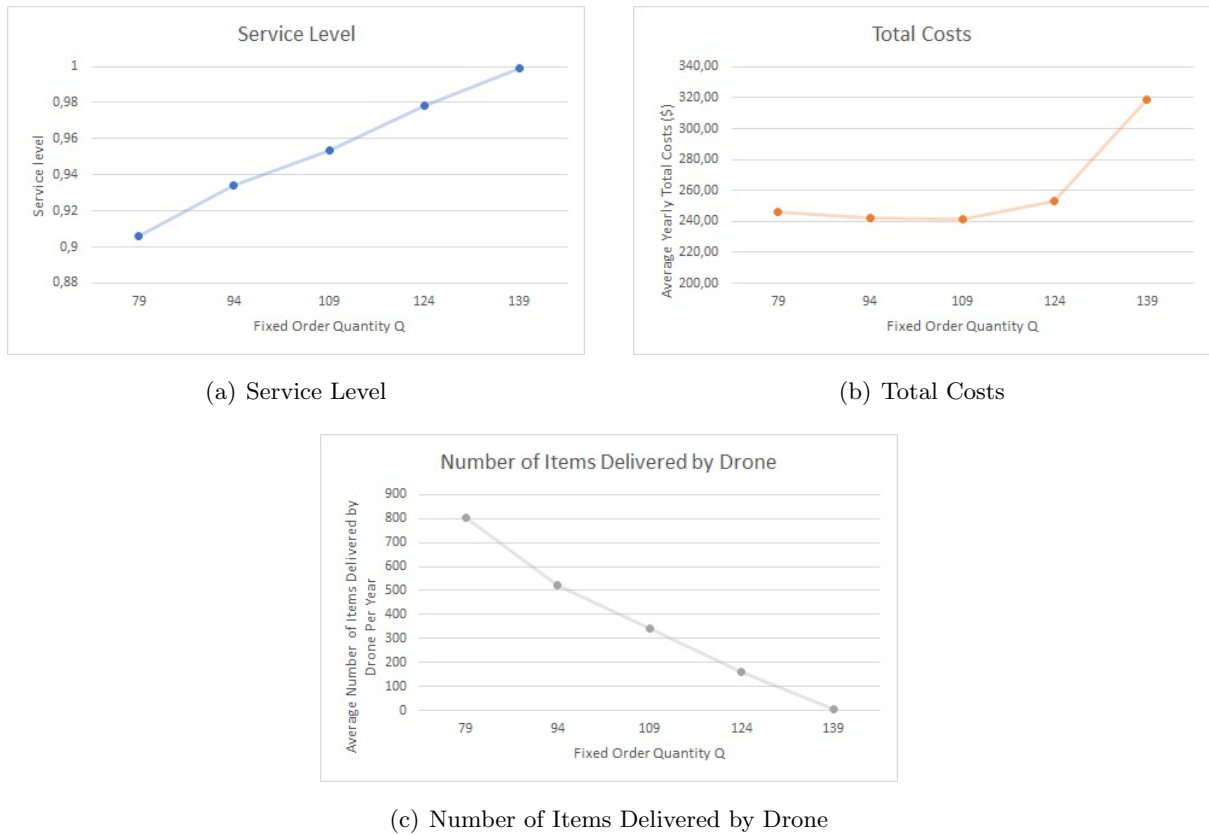 Service Level
Service level
1
0,98
0,96
0,94
0,92
0,9
0,88
79 94 109 124 139
Fixed Order Quantity Q
(a) Service Level
Total Costs
Average Yearly Total Costs ($)
340,00
320,00
300,00
280,00
260,00
240,00
220,00
200,00
79 94 109 124 139
Fixed Order Quantity Q
(b) Total Costs
Number of Items Delivered by Drone
Average Number of Items Delivered by
Drone Per Year
900
800
700
600
500
400
300
200
100
0
79 94 109 124 139
Fixed Order Quantity Q
(c) Number of Items Delivered by Drone